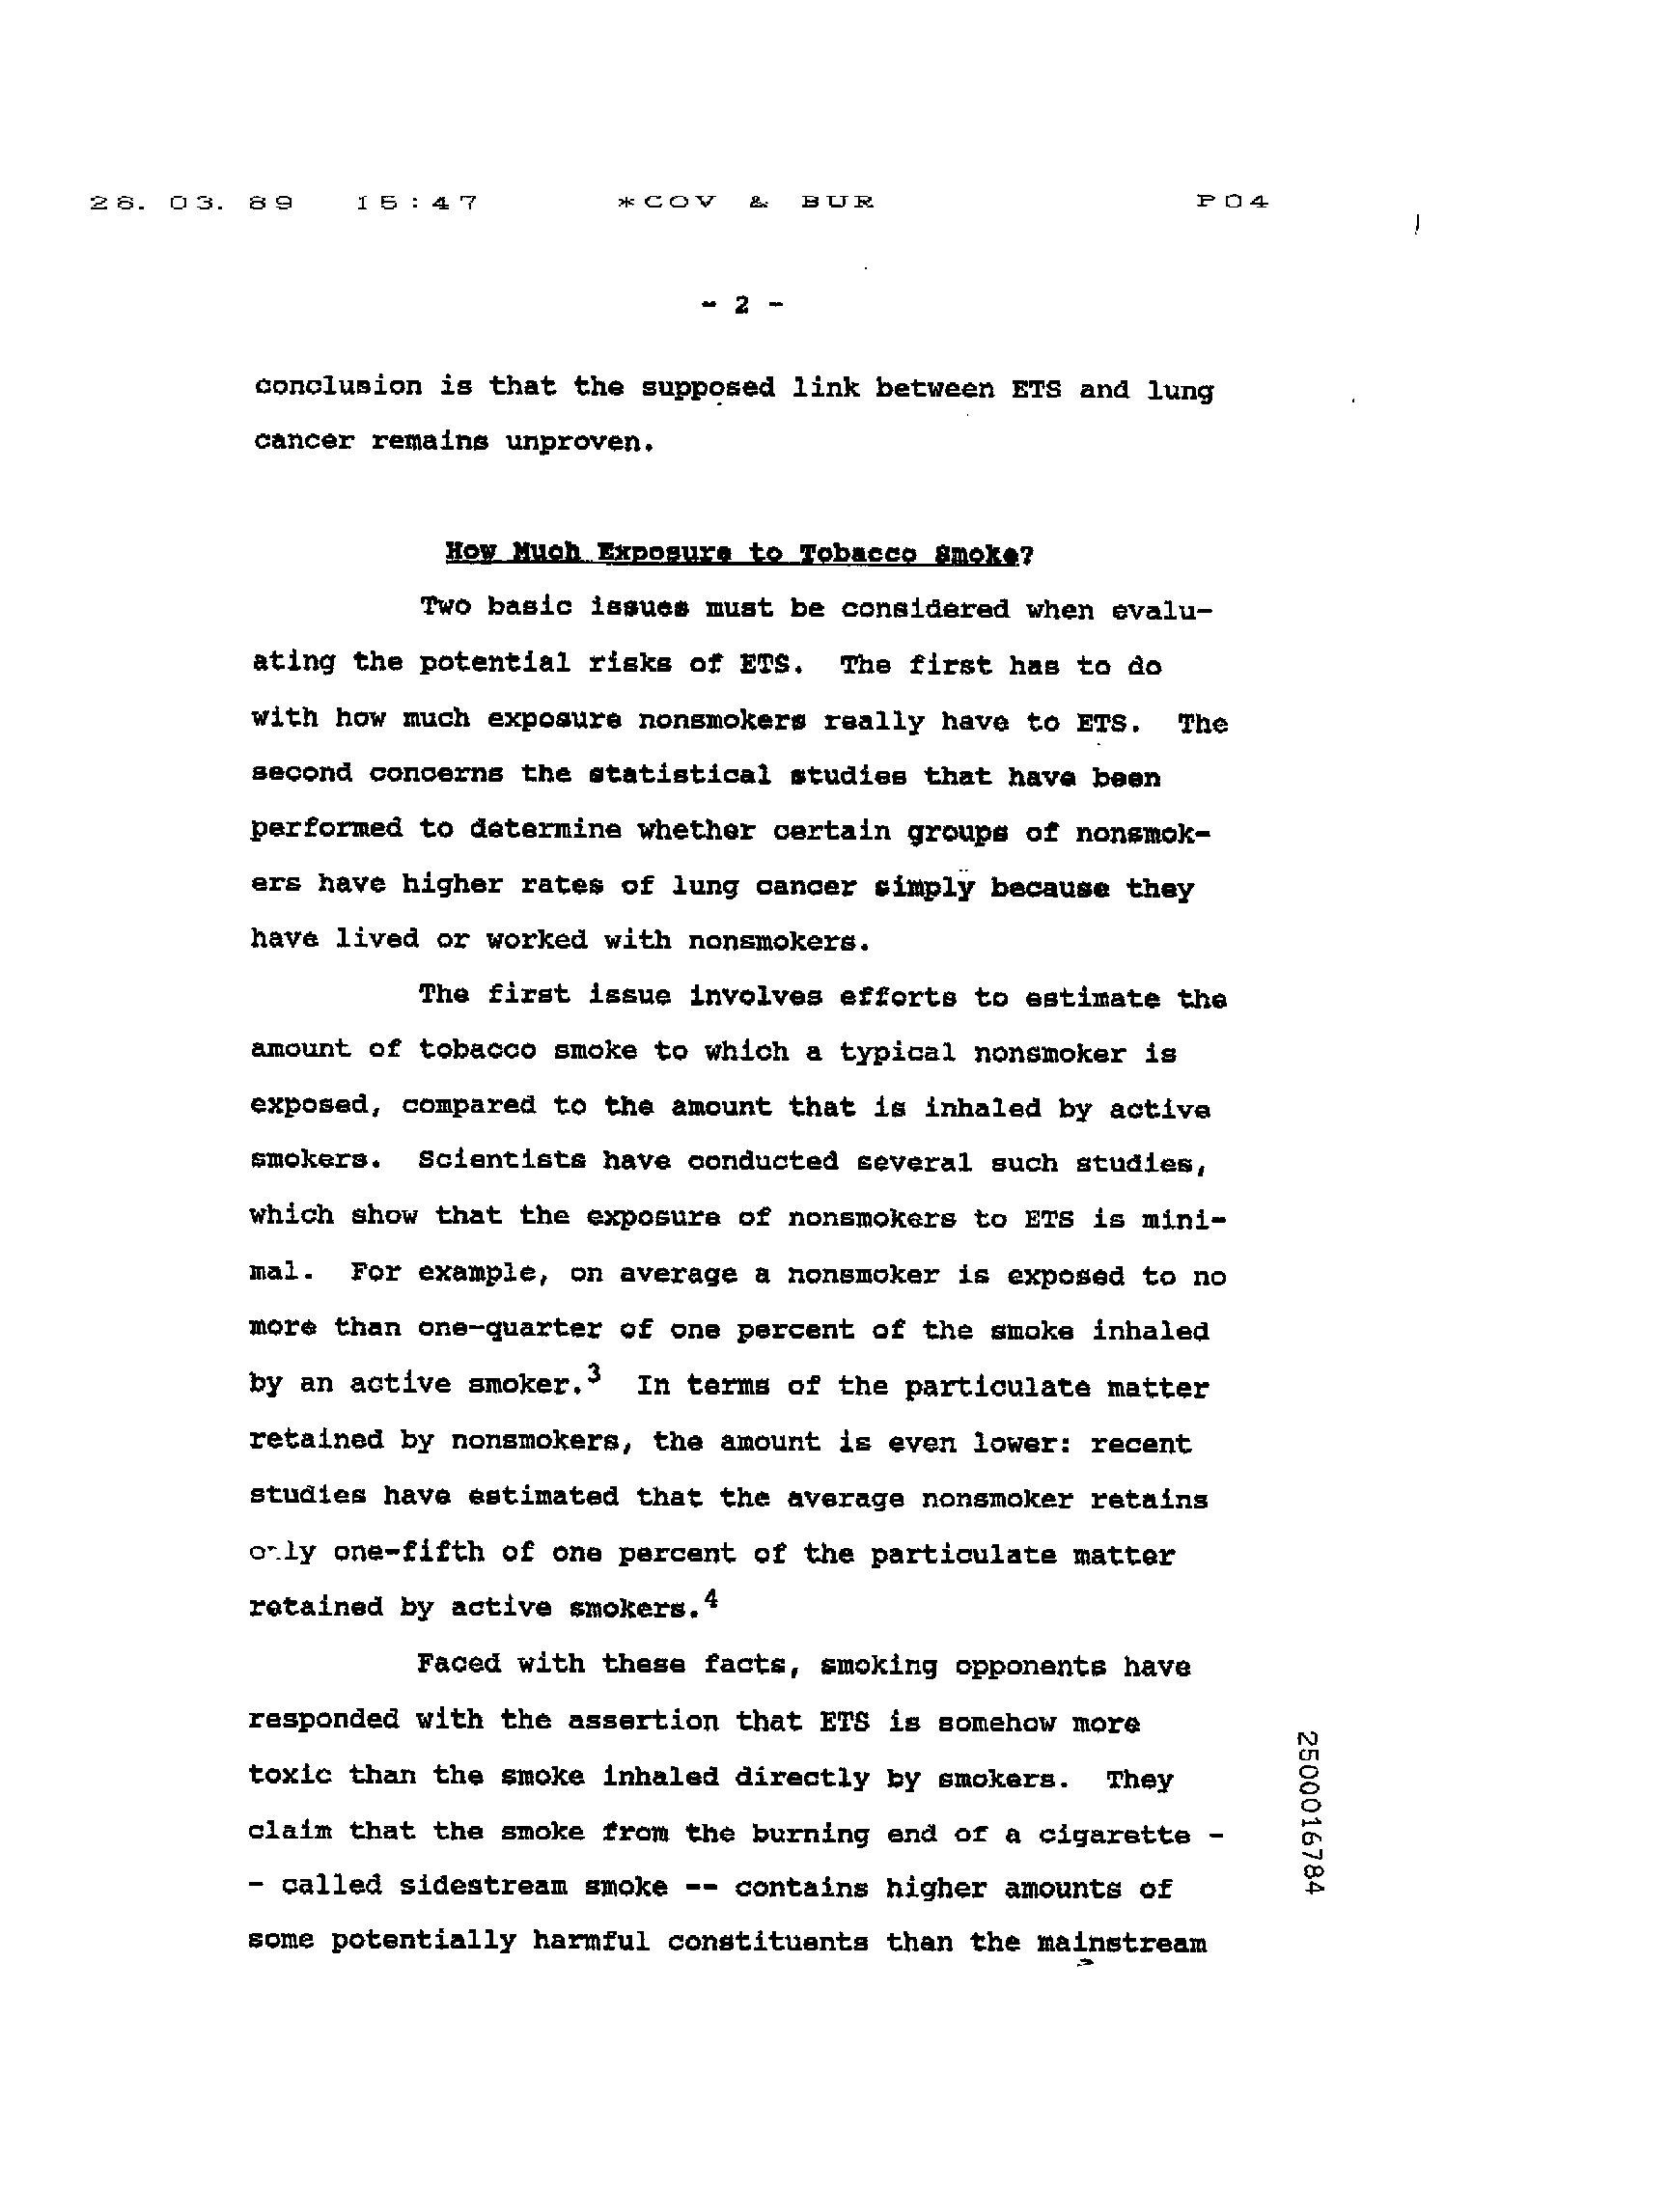 28. 03. 89 15:47 *COV & BUR P04
- 2 -
conclusion is that the supposed link between ETS and lung
cancer remains unproven.
How Much Exposure to Tobacco Smoke?
Two basic issues must be considered when evalu-
ating the potential risks of ETS. The first has to do
with how much exposure nonsmokers really have to ETS. The
second concerns the statistical studies that have been
performed to determine whether certain groups of nonsmok-
ers have higher rates of lung cancer simply because they
have lived or worked with nonsmokers.
The first issue involves efforts to estimate the
amount of tobacco smoke to which a typical nonsmoker is
exposed, compared to the amount that is inhaled by active
smokers. Scientists have conducted several such studies,
which show that the exposure of nonsmokers to ETS is mini-
mal. For example, on average a nonsmoker is exposed to no
more than one-quarter of one percent of the smoke inhaled
by an active smoker.3 In terms of the particulate matter
retained by nonsmokers, the amount is even lower: recent
studies have estimated that the average nonsmoker retains
only one-fifth of one percent of the particulate matter
retained by active smokers.4
Faced with these facts, smoking opponents have
responded with the assertion that ETS is somehow more
toxic than the smoke inhaled directly by smokers. They
claim that the smoke from the burning end of a cigarette -
- called sidestream smoke -- contains higher amounts of
some potentially harmful constituents than the mainstream
2500016784